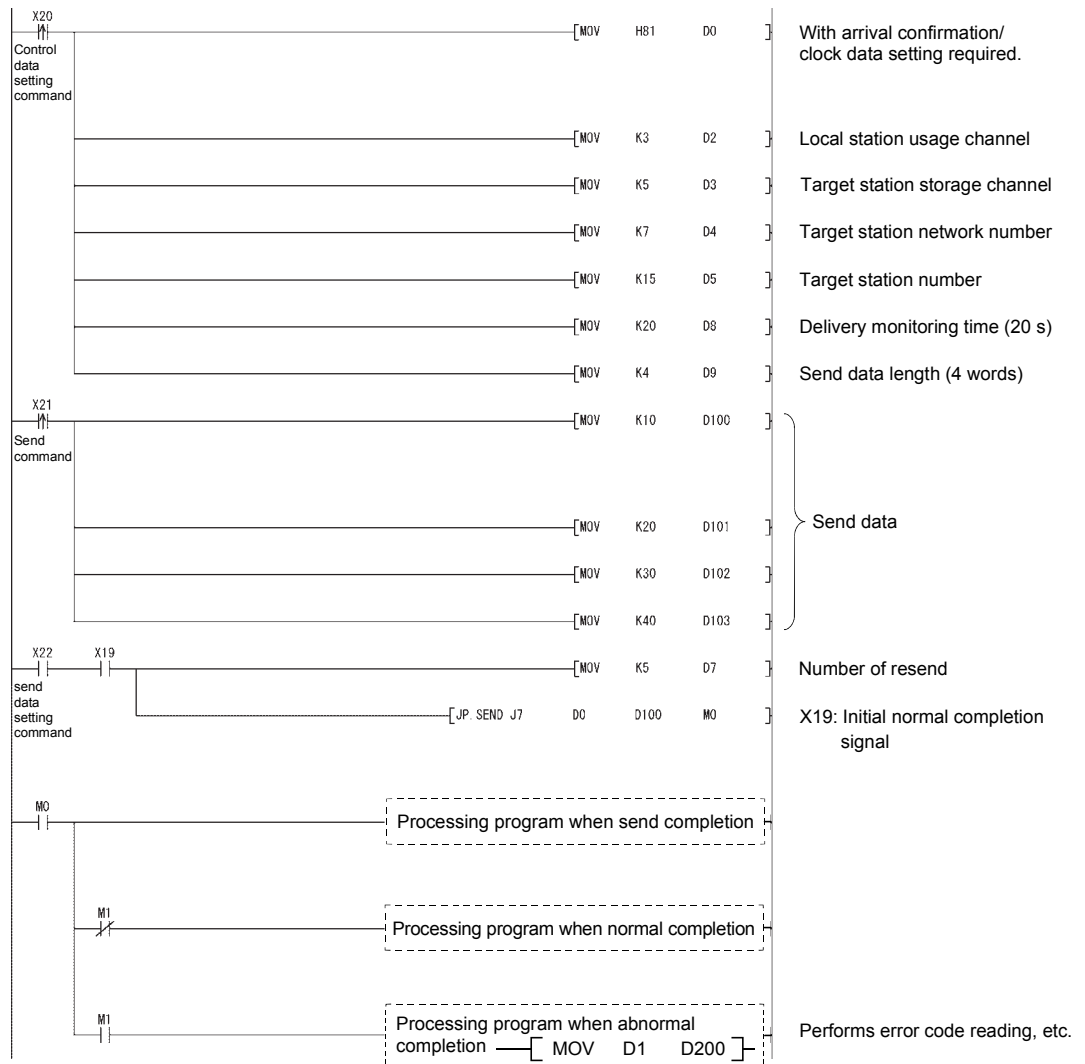 X20
[MOV H81 D0 ]
With arrival confirmation/
clock data setting required.
Control
data
setting
command
[MOV K3 D2 ]
Local station usage channel
[MOV K5 D3 ]
Target station storage channel
[MOV K7 D4 ]
Target station network number
[MOV K15 D5 ]
Target station number
[MOV K20 D8 ]
Delivery monitoring time (20 s)
[MOV K4 D9 ]
Send data length (4 words)
X21
[MOV K10 D100 ]
Send
command
Send data
[MOV K20 D101 ]
[MOV K30 D102 ]
[MOV K40 D103 ]
X22 X19
[MOV K5 D7 ]
Number of resend
send
data
setting
command
[JP.SEND J7 D0 D100 M0 ]
X19: Initial normal completion
signal
M0
Processing program when send completion
M1
Processing program when normal completion
M1
Processing program when abnormal
completion [ MOV D1 D200 ]
Performs error code reading, etc.